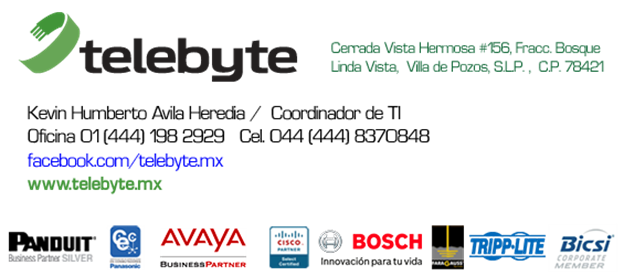 telebyte
Cerrada Vista Hermosa #156, Fracc. Bosque
Linda Vista, Villa de Pozos, S.L.P. , C.P. 78421
Kevin Humberto Avila Heredia / Coordinador de TI
Oficina 01 (444) 198 2929 Cel. 044 (444) 8370848
facebook.com/telebyte.mx
www.telebyte.mx
PANDUIT
Business Partner SILVER
Panasonic
AVAYA
BUSINESSPARTNER
CISCO
PARTNER
Select
Certified
BOSCH
Innovación para tu vida
TRIPP·LITE
Bicsi
CORPORATE
MEMBER